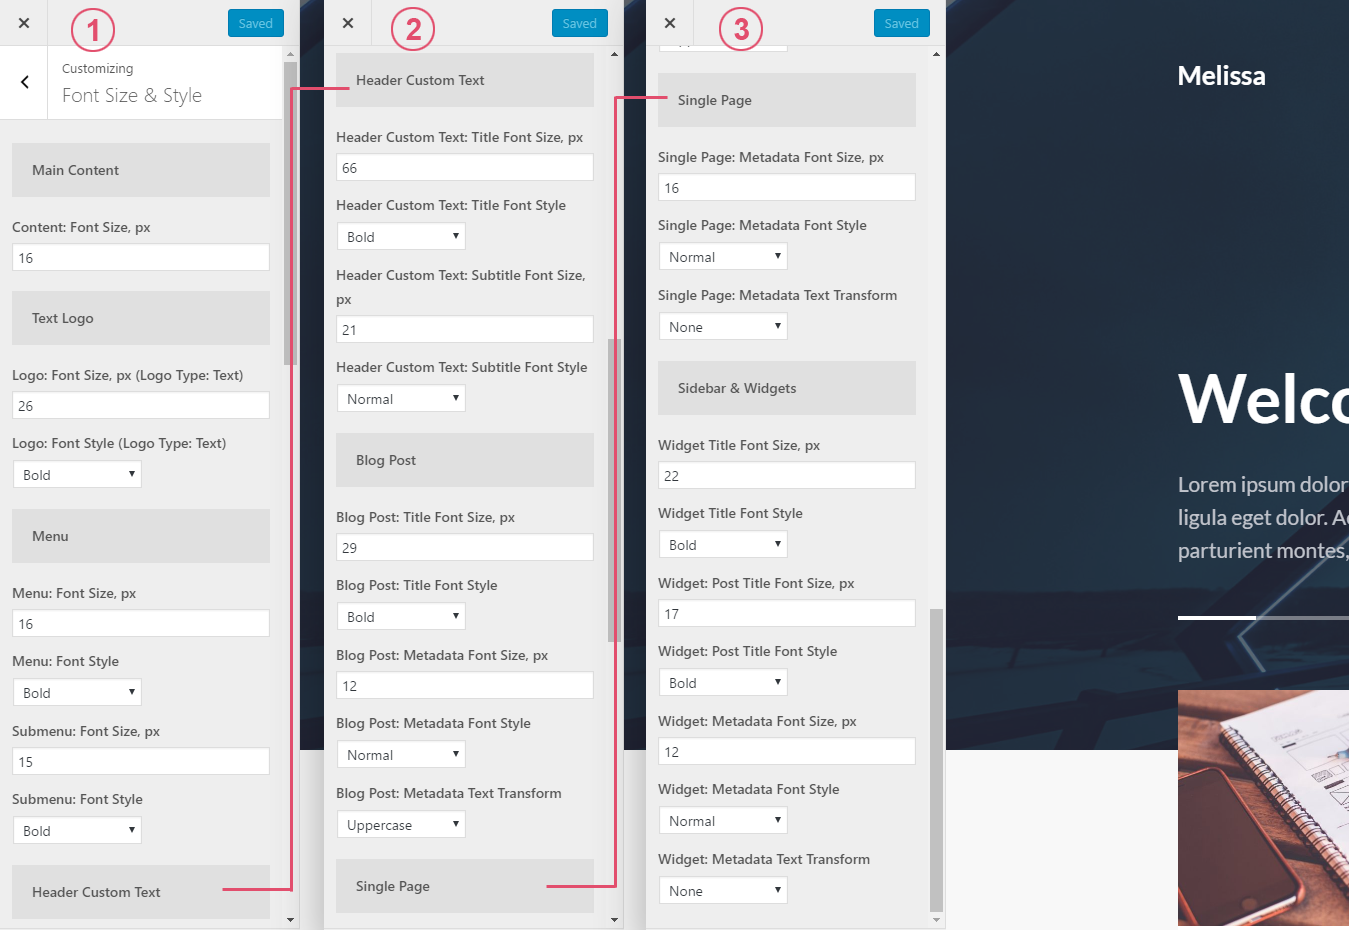 1
Saved
Customizing
Font Size & Style
Main Content
Content: Font Size, px
16
Text Logo
Logo: Font Size, px (Logo Type: Text)
26
Logo: Font Style (Logo Type: Text)
Bold
Menu
Menu: Font Size, px
16
Menu: Font Style
Bold
Submenu: Font Size, px
15
Submenu: Font Style
Bold
Header Custom Text
2
Saved
Header Custom Text
Header Custom Text: Title Font Size, px
66
Header Custom Text: Title Font Style
Bold
Header Custom Text: Subtitle Font Size,
px
21
Header Custom Text: Subtitle Font Style
Normal
Blog Post
Blog Post: Title Font Size, px
29
Blog Post: Title Font Style
Bold
Blog Post: Metadata Font Size, px
12
Blog Post: Metadata Font Style
Normal
Blog Post: Metadata Text Transform
Uppercase
Single Page
3
Saved
Single Page
Single Page: Metadata Font Size, px
16
Single Page: Metadata Font Style
Normal
Single Page: Metadata Text Transform
None
Sidebar & Widgets
Widget Title Font Size, px
22
Widget Title Font Style
Bold
Widget: Post Title Font Size, px
17
Widget: Post Title Font Style
Bold
Widget: Metadata Font Size, px
12
Widget: Metadata Font Style
Normal
Widget: Metadata Text Transform
None
Melissa
Welco
Lorem ipsum dolor
ligula eget dolor. Ae
parturient montes,